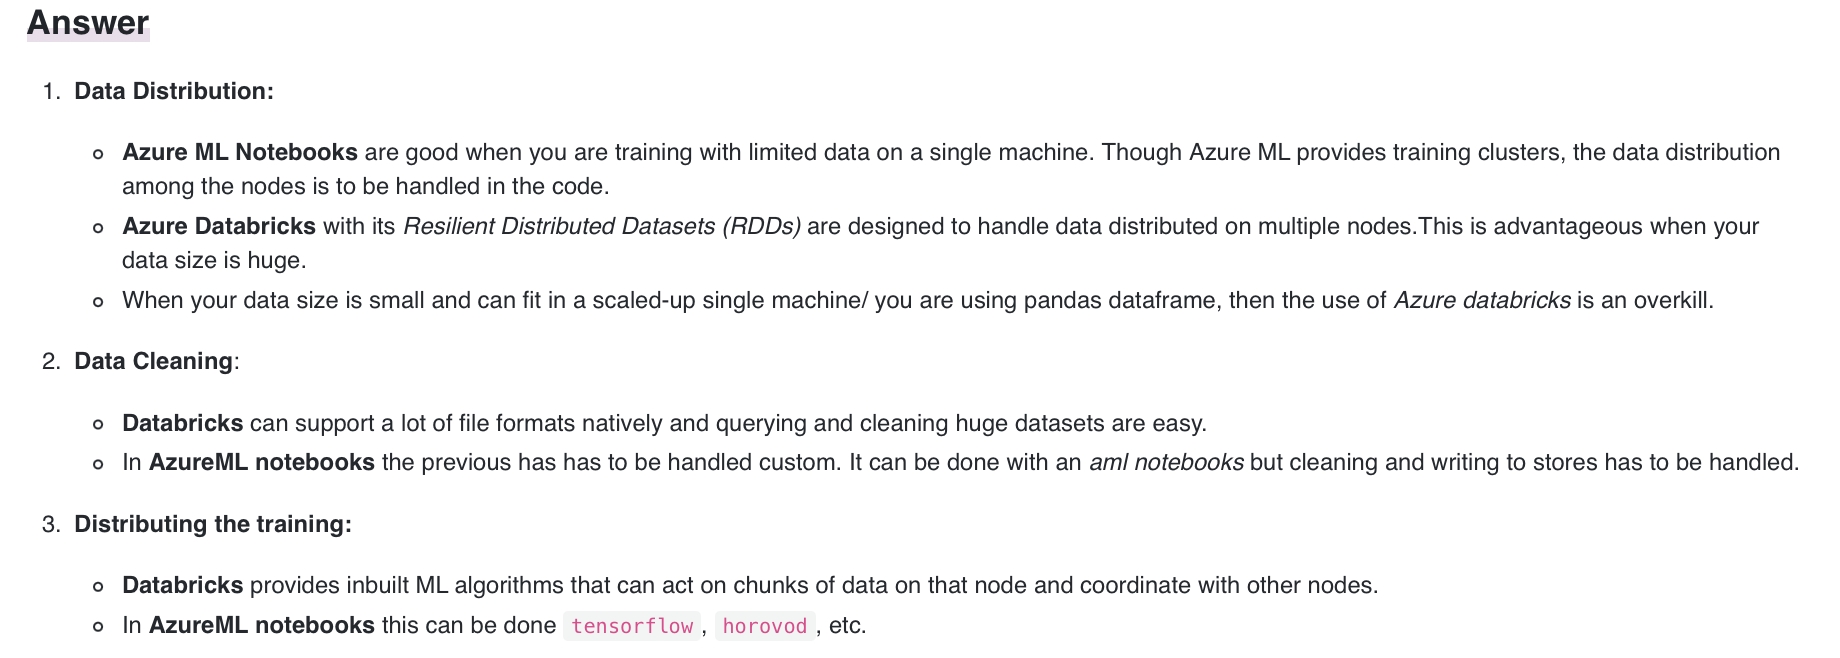 Answer
1. Data Distribution:
Azure ML Notebooks are good when you are training with limited data on a single machine. Though Azure ML provides training clusters, the data distribution
among the nodes is to be handled in the code.
Azure Databricks with its Resilient Distributed Datasets (RDDs) are designed to handle data distributed on multiple nodes.This is advantageous when your
data size is huge.
When your data size is small and can fit in a scaled-up single machine/ you are using pandas dataframe, then the use of Azure databricks is an overkill.
2. Data Cleaning:
Databricks can support a lot of file formats natively and querying and cleaning huge datasets are easy.
In AzureML notebooks the previous has has to be handled custom. It can be done with an aml notebooks but cleaning and writing to stores has to be handled.
3. Distributing the training:
Databricks provides inbuilt ML algorithms that can act on chunks of data on that node and coordinate with other nodes.
In AzureML notebooks this can be done tensorflow, horovod, etc.